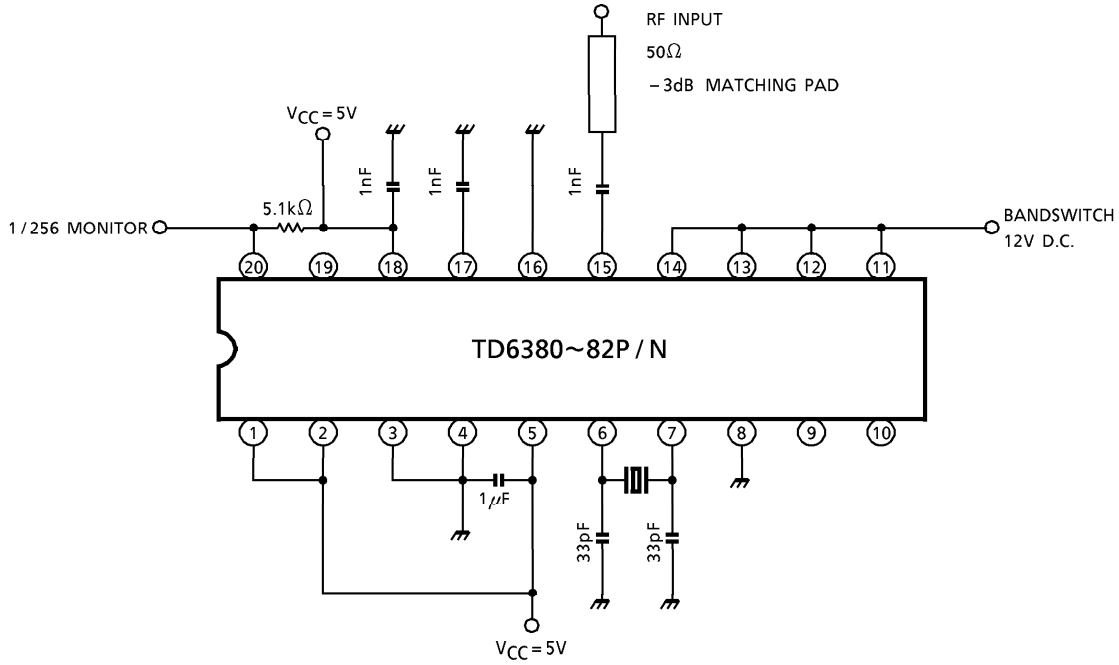 RF INPUT
50Ω
−3dB MATCHING PAD
VCC=5V
1nF
1nF
1nF
5.1kΩ
1/256 MONITOR
BANDSWITCH
12V D.C.
20 19 18 17 16 15 14 13 12 11
TD6380~82P/N
1 2 3 4 5 6 7 8 9 10
1μF
33pF
33pF
VCC=5V